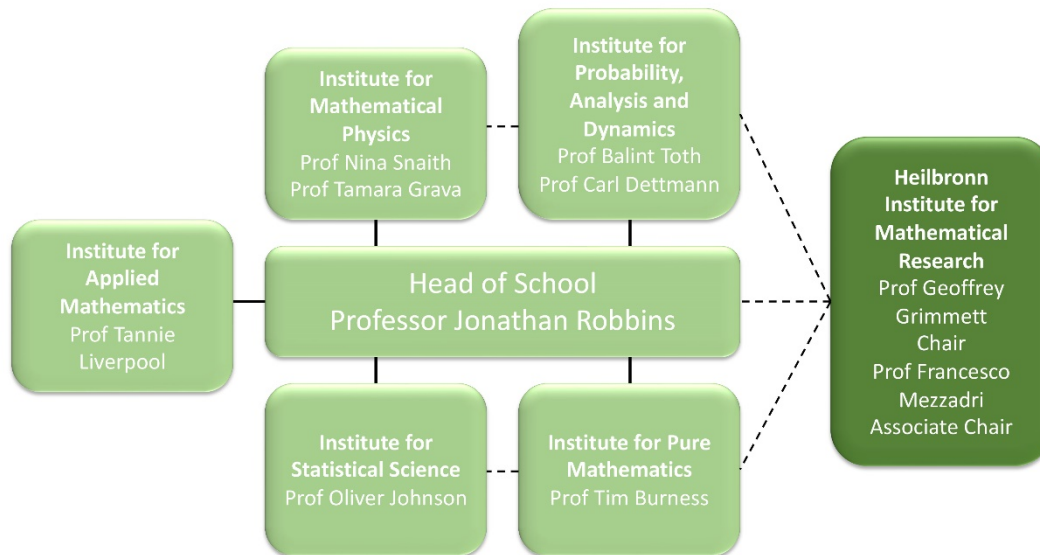 Institute for
Mathematical
Physics
Prof Nina Snaith
Prof Tamara Grava
Institute for
Probability,
Analysis and
Dynamics
Prof Balint Toth
Prof Carl Dettmann
Institute for
Applied
Mathematics
Prof Tannie
Liverpool
Head of School
Professor Jonathan Robbins
Heilbronn
Institute for
Mathematical
Research
Prof Geoffrey
Grimmett
Chair
Prof Francesco
Mezzadri
Associate Chair
Institute for
Statistical Science
Prof Oliver Johnson
Institute for Pure
Mathematics
Prof Tim Burness